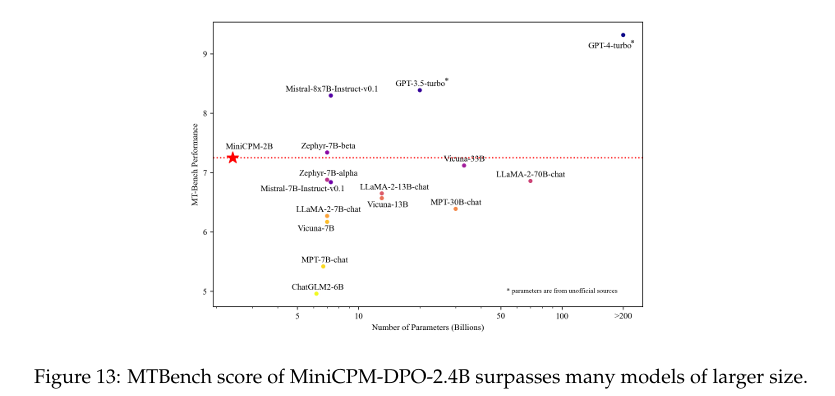 GPT-4-turbo*
9
GPT-3.5-turbo*
Mistral-8x7B-Instruct-v0.1
8
MiniCPM-2B
Zephyr-7B-beta
Vicuna-33B
7
Zephyr-7B-alpha
LLaMA-2-70B-chat
Mistral-7B-Instruct-v0.1
LLaMA-2-13B-chat
Vicuna-13B
MPT-30B-chat
LLaMA-2-7B-chat
Vicuna-7B
6
MPT-7B-chat
ChatGLM2-6B
* parameters are from unofficial sources
5
MT-Bench Performance
5 10 50 100 >200
Number of Parameters (Billions)
Figure 13: MTBench score of MiniCPM-DPO-2.4B surpasses many models of larger size.